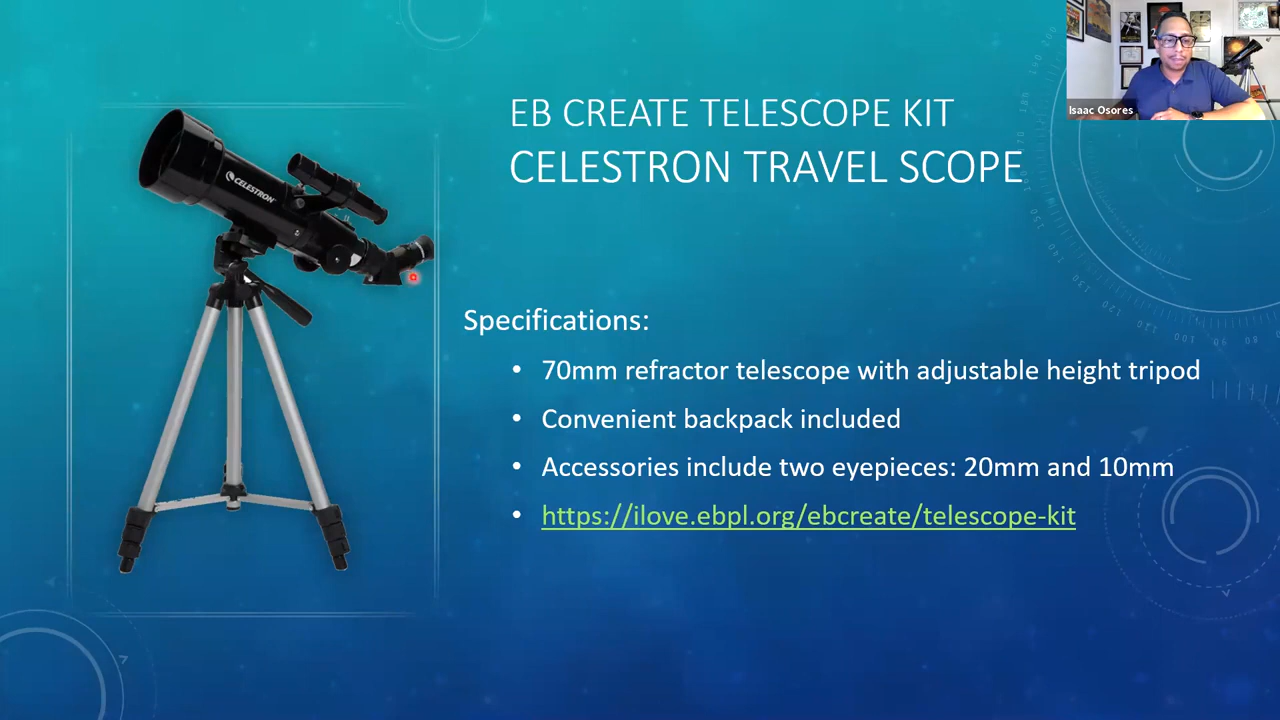 Isaac Osores
EB CREATE TELESCOPE KIT
CELESTRON TRAVEL SCOPE
CELESTRON
Specifications:
• 70mm refractor telescope with adjustable height tripod
• Convenient backpack included
• Accessories include two eyepieces: 20mm and 10mm
• https://ilove.ebpl.org/ebcreate/telescope-kit